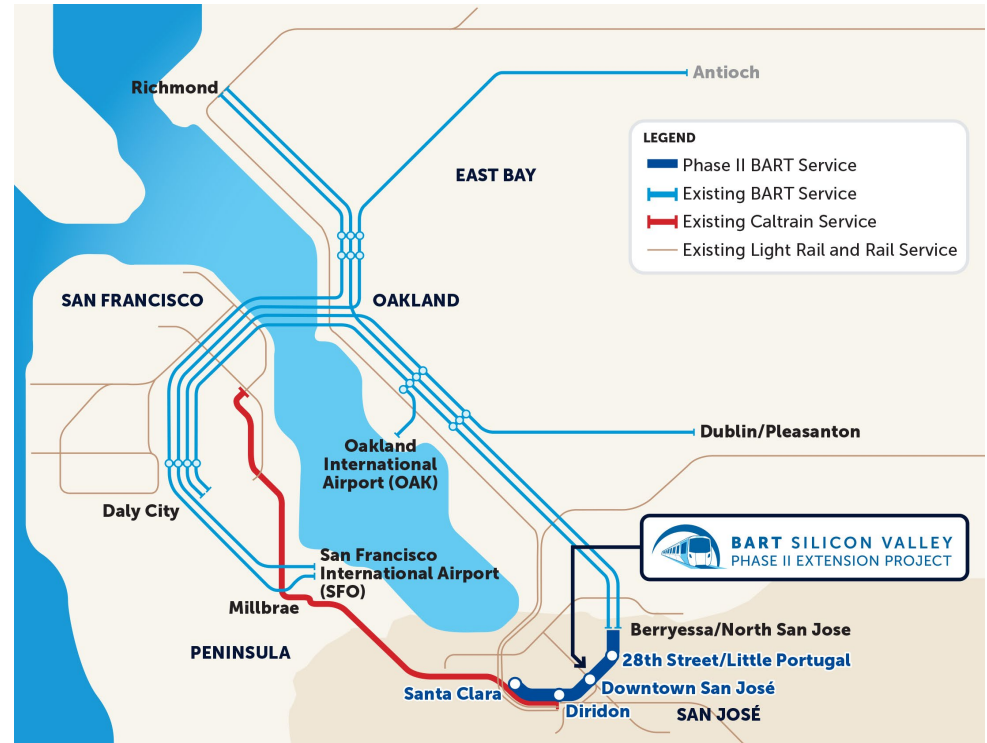 Richmond
Antioch
LEGEND
Phase II BART Service
Existing BART Service
Existing Caltrain Service
Existing Light Rail and Rail Service
EAST BAY
SAN FRANCISCO
OAKLAND
Dublin/Pleasanton
Oakland
International
Airport (OAK)
Daly City
BART SILICON VALLEY
PHASE II EXTENSION PROJECT
San Francisco
International Airport
(SFO)
Millbrae
Berryessa/North San Jose
PENINSULA
28th Street/Little Portugal
Santa Clara
Downtown San José
Diridon
SAN JOSÉ